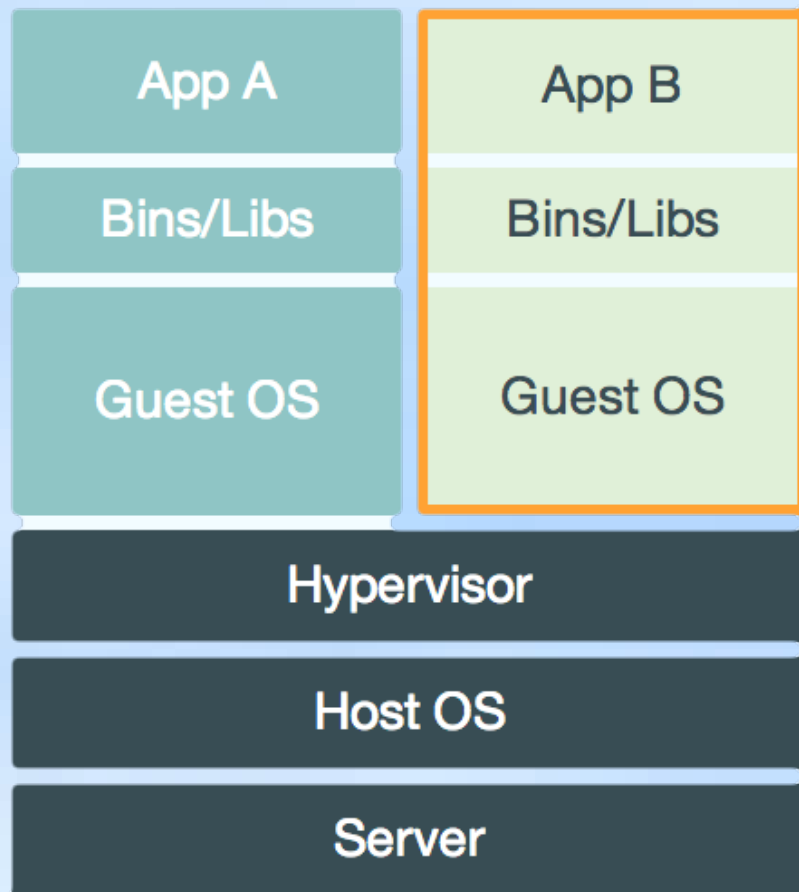 App A
App B
Bins/Libs
Bins/Libs
Guest OS
Guest OS
Hypervisor
Host OS
Server